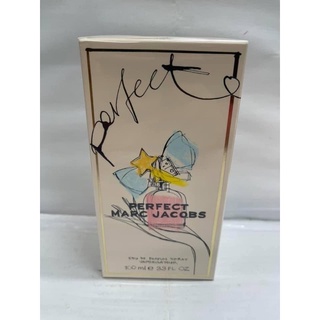 perfect
PERFECT
MARC JACOBS
100 ml e 3.3 FL. OZ.